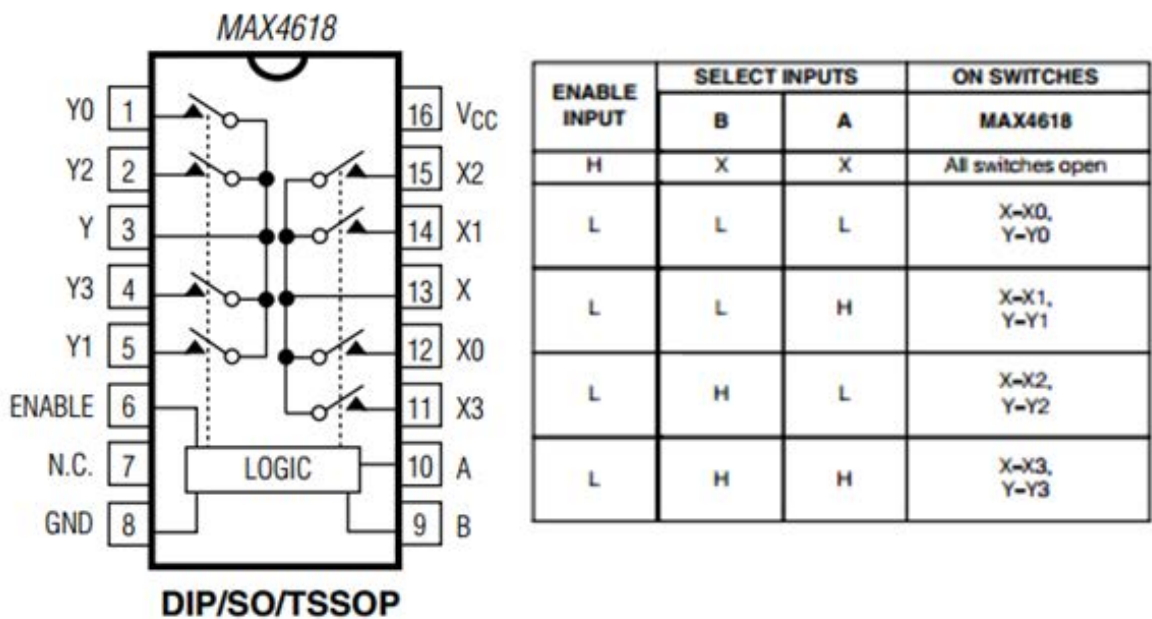 MAX4618
Y0 1
Y2 2
Y 3
Y3 4
Y1 5
ENABLE 6
N.C. 7
GND 8
16 VCC
15 X2
14 X1
13 X
12 X0
11 X3
10 A
9 B
LOGIC
DIP/SO/TSSOP
ENABLE INPUT SELECT INPUTS ON SWITCHES
B A MAX4618
H X X All switches open
L L L X–X0,
Y–Y0
L L H X–X1,
Y–Y1
L H L X–X2,
Y–Y2
L H H X–X3,
Y–Y3